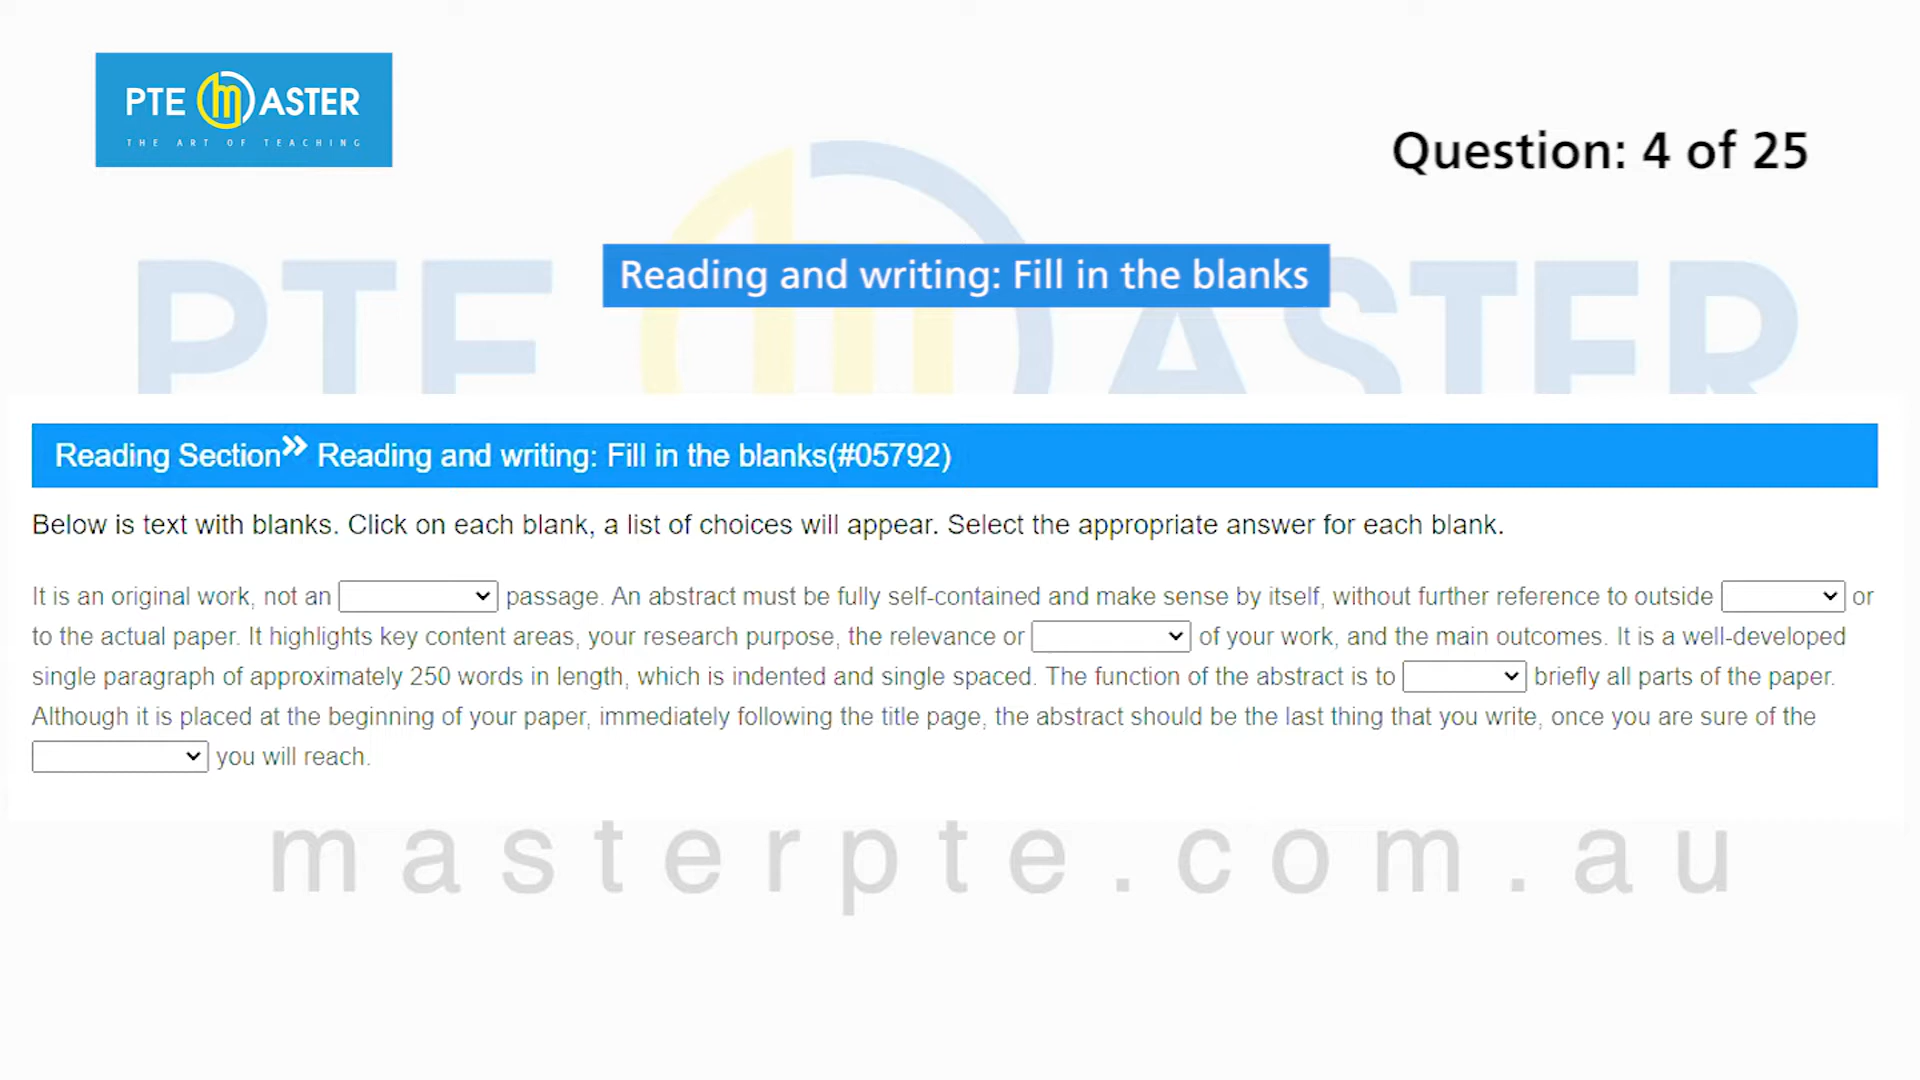 PTE MASTER
THE ART OF TEACHING
Question: 4 of 25
PTE MASTER
Reading and writing: Fill in the blanks
Reading Section» Reading and writing: Fill in the blanks(#05792)
Below is text with blanks. Click on each blank, a list of choices will appear. Select the appropriate answer for each blank.
It is an original work, not an passage. An abstract must be fully self-contained and make sense by itself, without further reference to outside or
to the actual paper. It highlights key content areas, your research purpose, the relevance or of your work, and the main outcomes. It is a well-developed
single paragraph of approximately 250 words in length, which is indented and single spaced. The function of the abstract is to briefly all parts of the paper.
Although it is placed at the beginning of your paper, immediately following the title page, the abstract should be the last thing that you write, once you are sure of the
you will reach.
masterpte.com.au